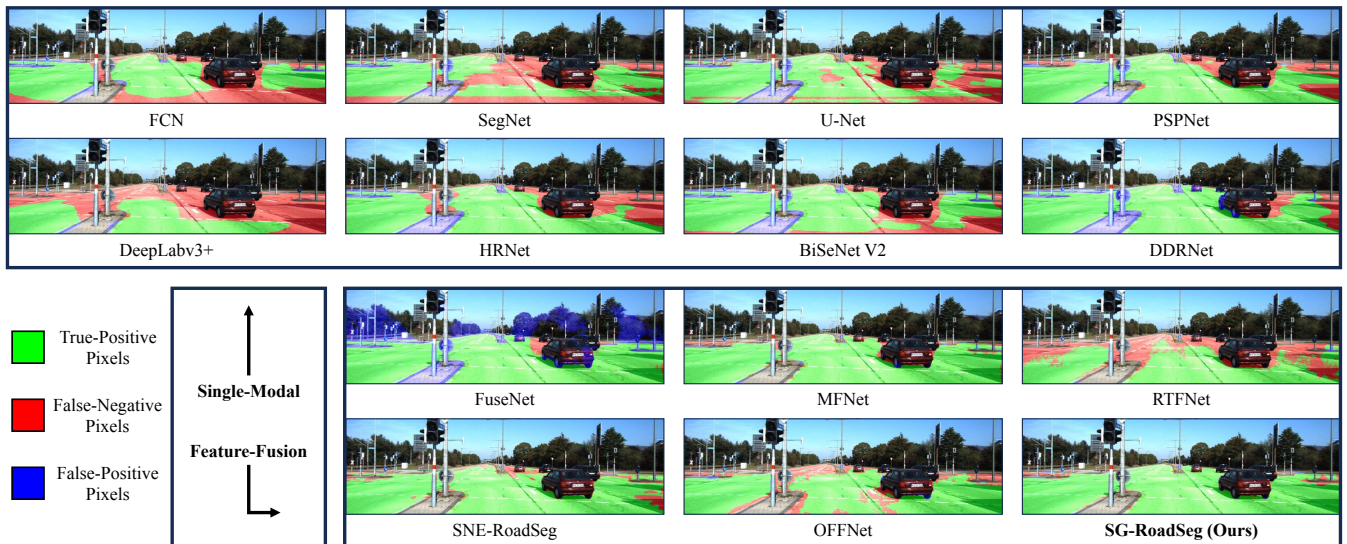 FCN
SegNet
U-Net
PSPNet
DeepLabv3+
HRNet
BiSeNet V2
DDRNet
True-Positive
Pixels
False-Negative
Pixels
False-Positive
Pixels
Single-Modal
Feature-Fusion
FuseNet
MFNet
RTFNet
SNE-RoadSeg
OFFNet
SG-RoadSeg (Ours)